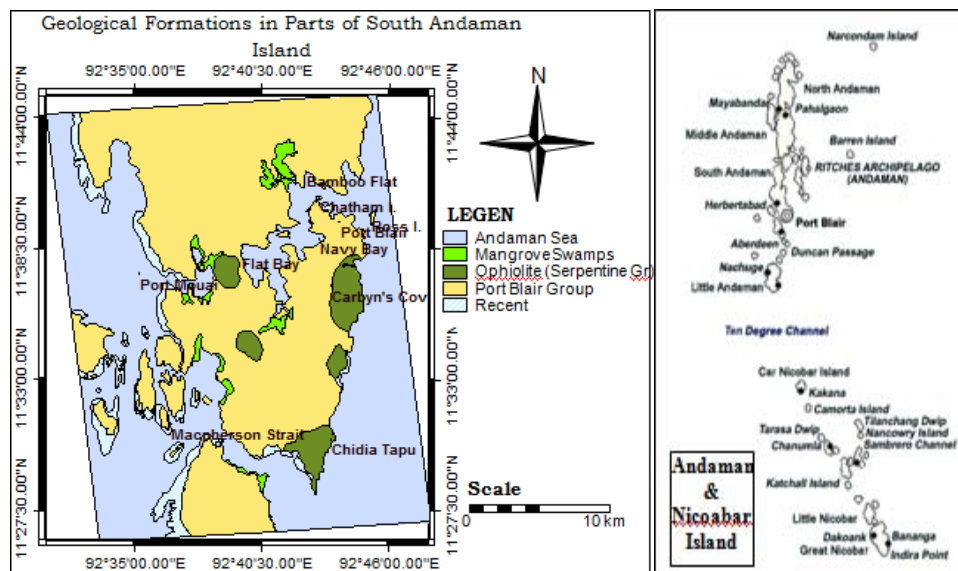 Geological Formations in Parts of South Andaman
Island
92°35'00.00"E 92°40'30.00"E 92°46'00.00"E
11°44'00.00"N
11°38'30.00"N
11°33'00.00"N
11°27'30.00"N
Bamboo Flat
Chatham I.
Ross I.
Port Blair
Navy Bay
Flat Bay
Port Mouai
Carbyn's Cov
Macpherson Strait
Chidia Tapu
92°35'00.00"E 92°40'30.00"E 92°46'00.00"E
11°44'00.00"N
11°38'30.00"N
11°33'00.00"N
11°27'30.00"N
N
LEGEN
Andaman Sea
Mangrove Swamps
Ophiolite (Serpentine Gr)
Port Blair Group
Recent
Scale
0 10 km
Narcondam Island
North Andaman
Mayabandar
Pahalgaon
Middle Andaman
Barren Island
South Andaman
RITCHES ARCHIPELAGO
(ANDAMAN)
Herbertabad
Port Blair
Aberdeen
Duncan Passage
Nachuge
Little Andaman
Ten Degree Channel
Car Nicobar Island
Kakana
Camorta Island
Tilanchang Dwip
Tarasa Dwip
Nancowry Island
Chanumla
Sambrero Channel
Katchall Island
Andaman
&
Nicoabar
Island
Little Nicobar
Dakoank
Bananga
Great Nicobar
Indira Point